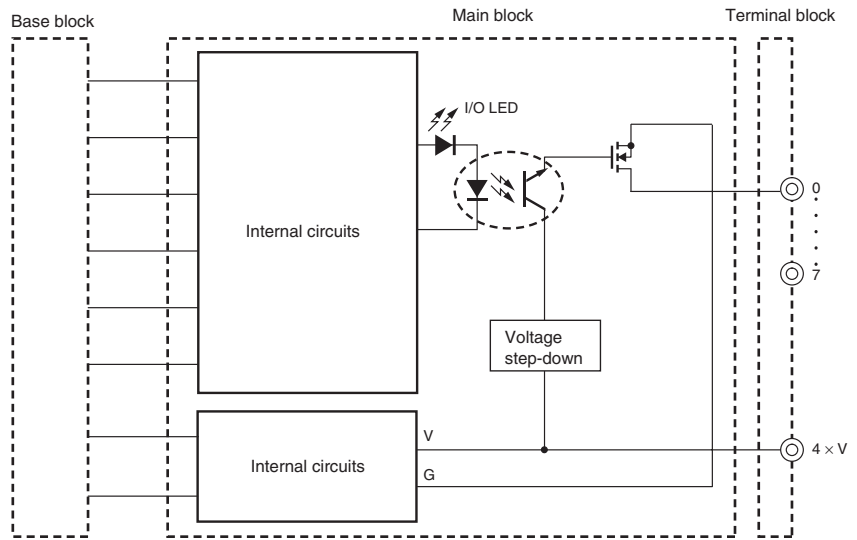 Base block
Main block
Terminal block
I/O LED
Internal circuits
0
7
Voltage
step-down
Internal circuits
V
G
4 × V